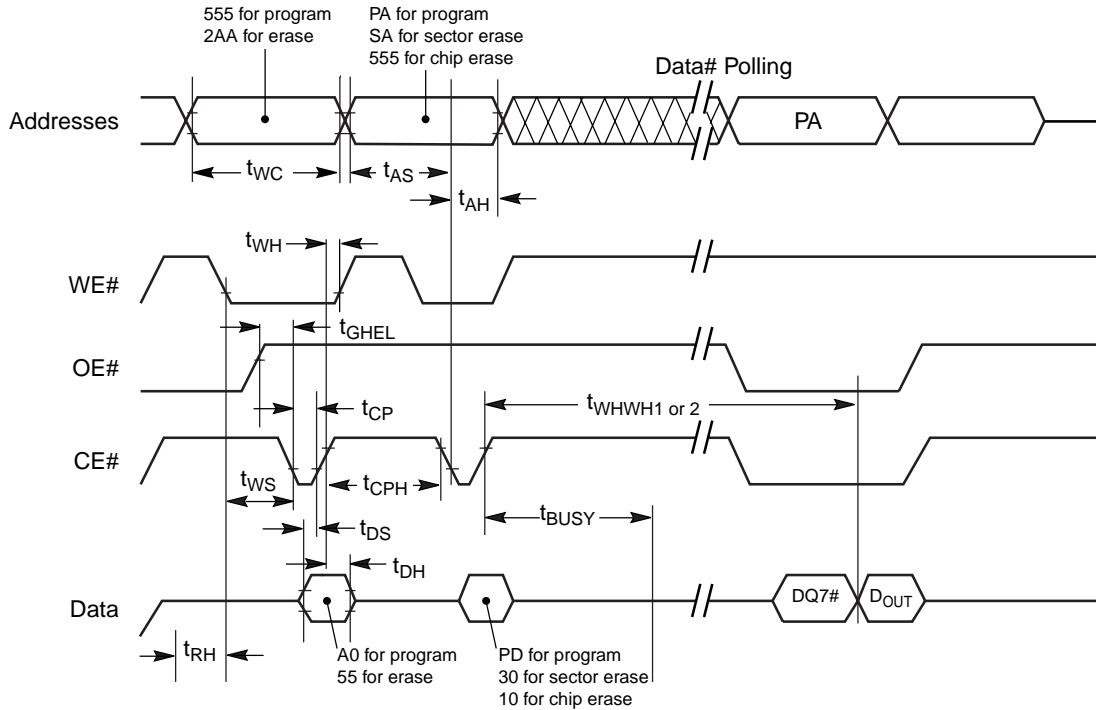 555 for program
2AA for erase
PA for program
SA for sector erase
555 for chip erase
Data# Polling
Addresses
PA
tWC
tAS
tAH
tWH
WE#
tGHEL
OE#
tWHWH1 or 2
tCP
CE#
tWS
tCPH
tBUSY
tDS
tDH
Data
DQ7#
DOUT
tRH
A0 for program
55 for erase
PD for program
30 for sector erase
10 for chip erase